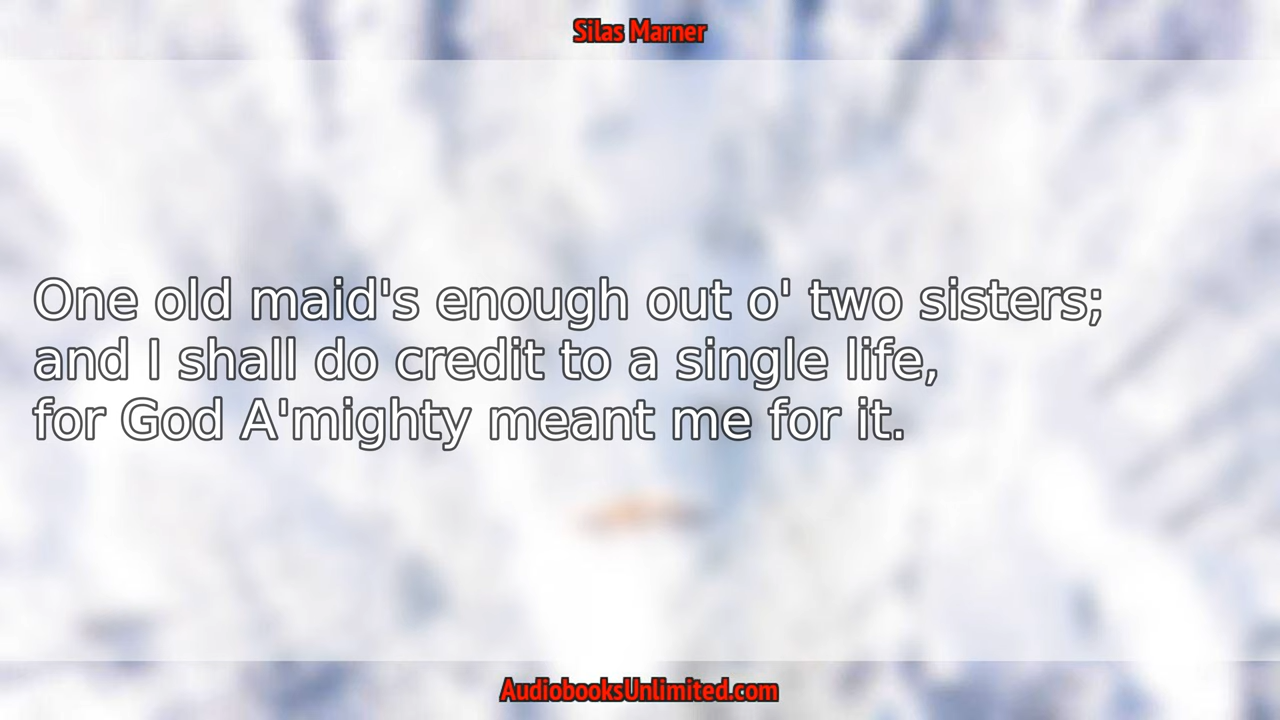 Silas Marner
One old maid's enough out o' two sisters;
and I shall do credit to a single life,
for God A'mighty meant me for it.
AudiobooksUnlimited.com